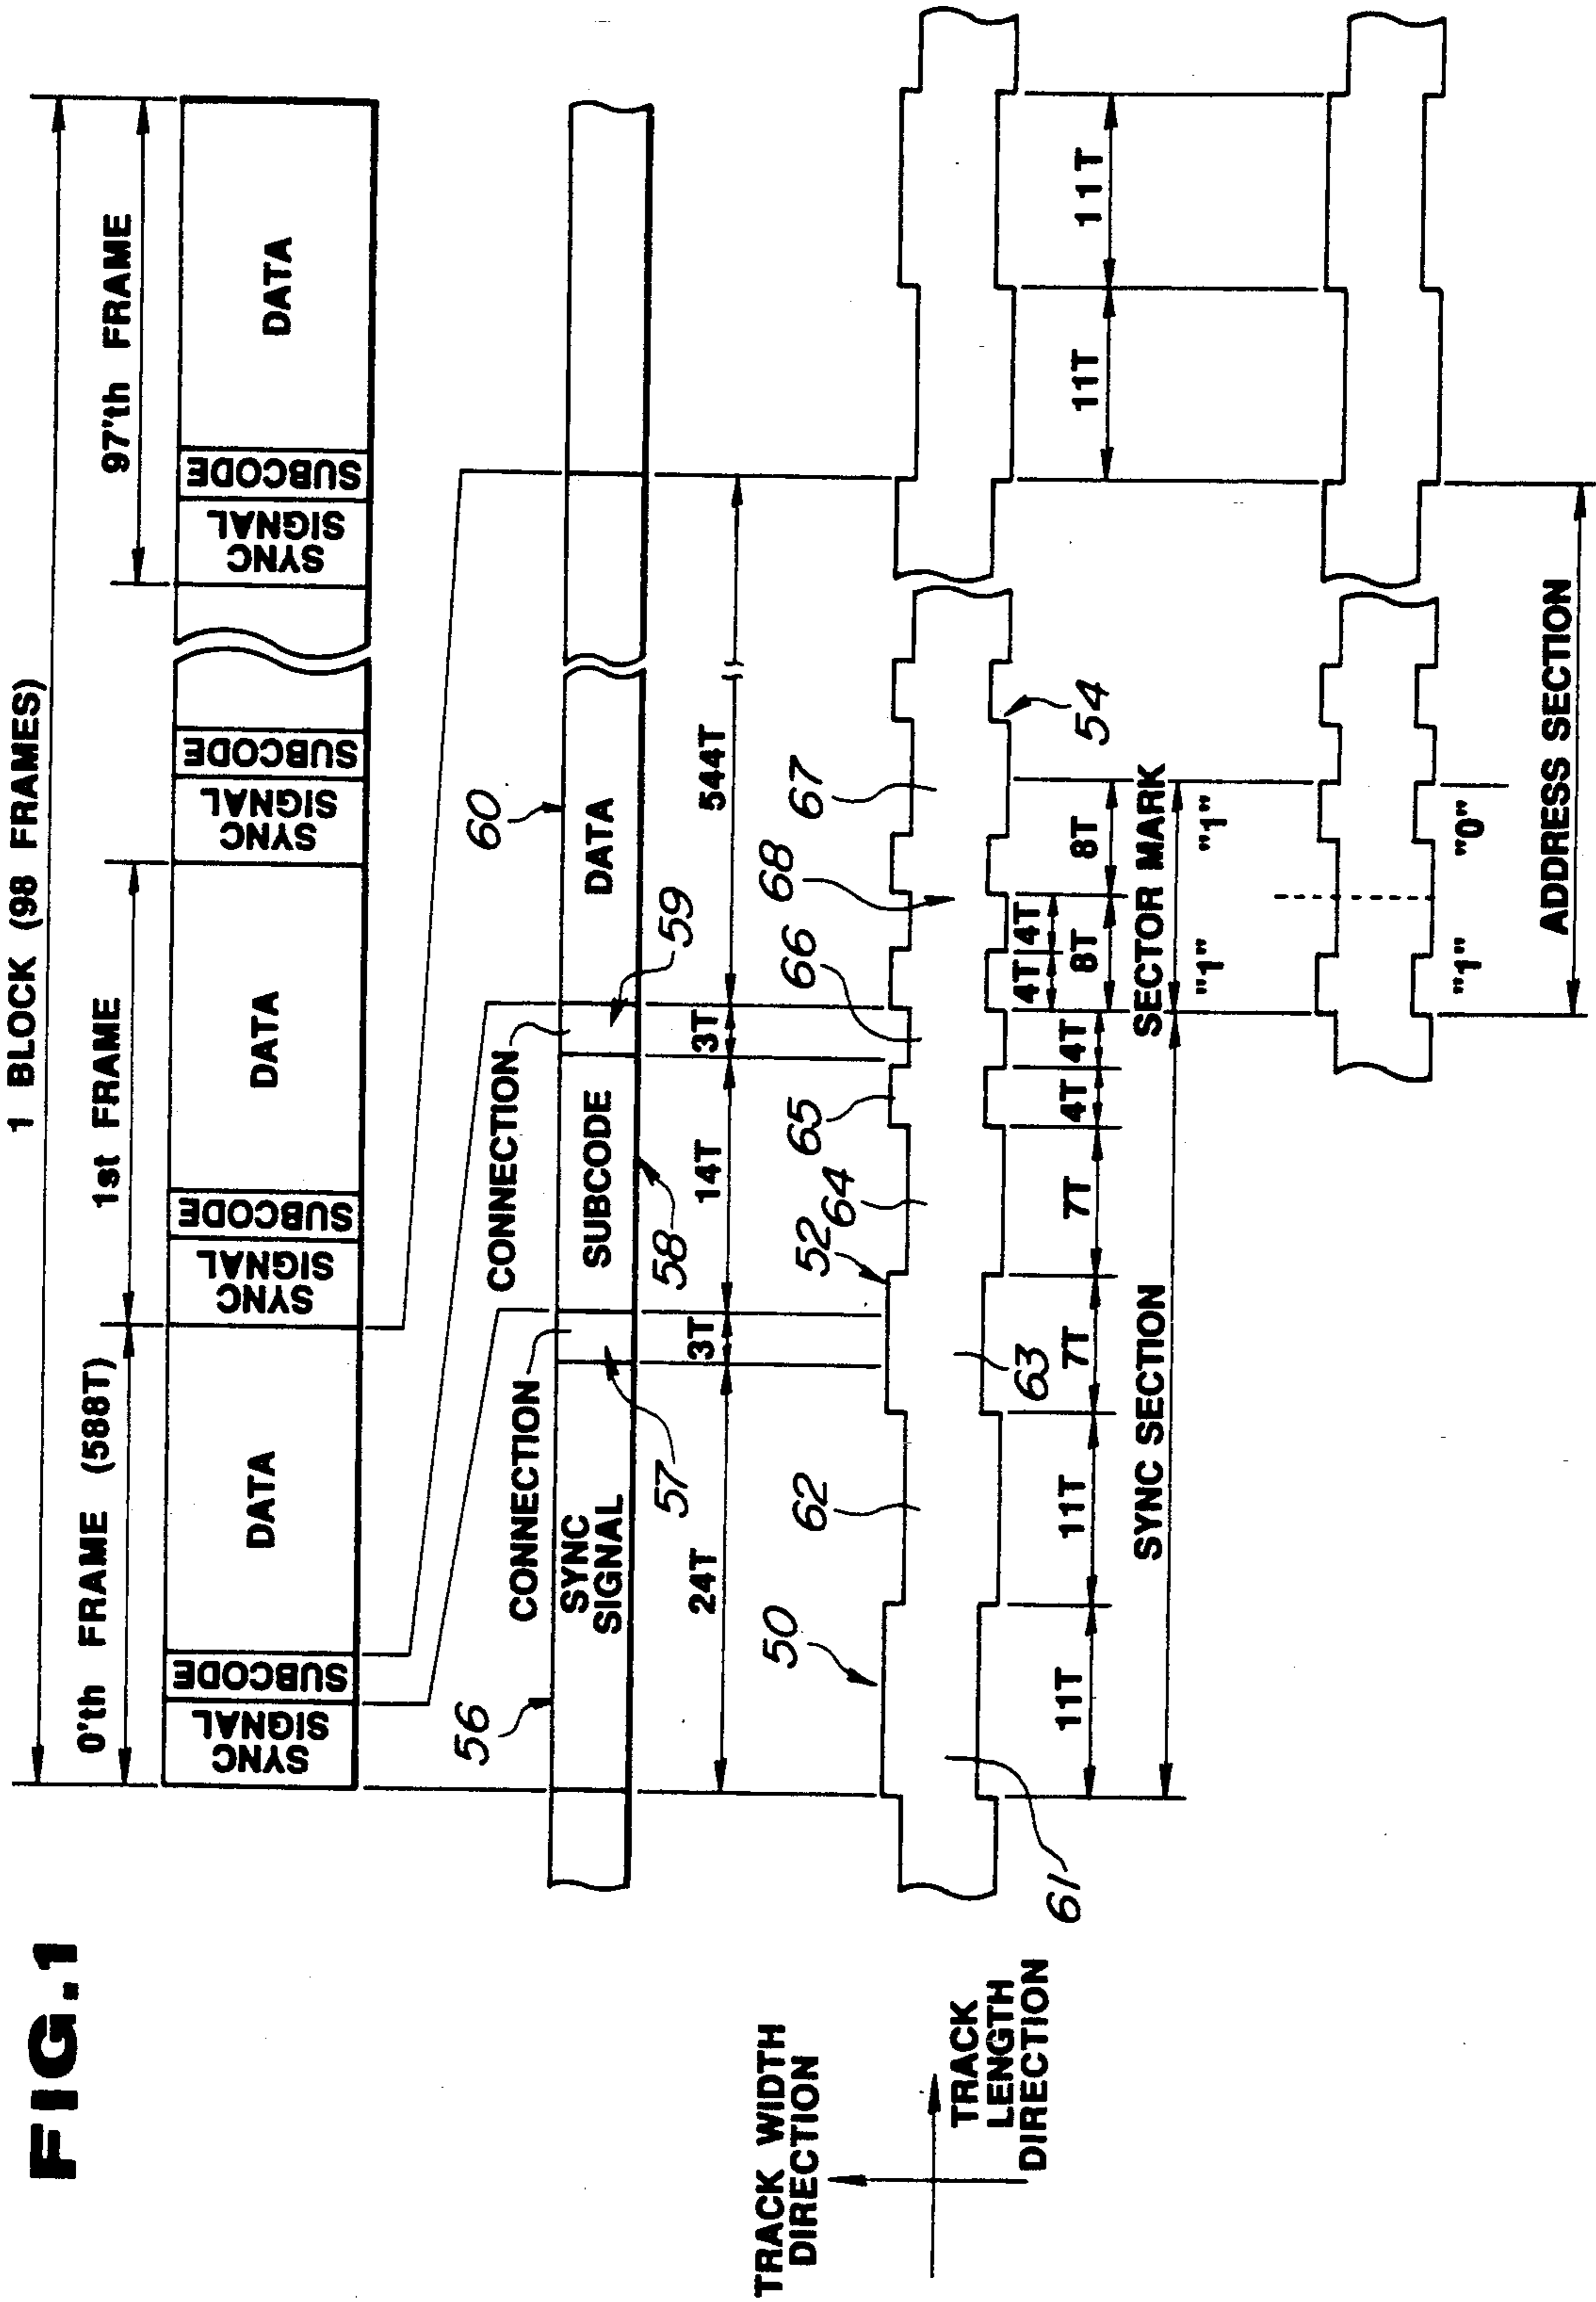 FIG.1
1 BLOCK (98 FRAMES)
0'th FRAME (588T)
1st FRAME
97'th FRAME
SYNC
SIGNAL
SUBCODE
DATA
SYNC
SIGNAL
SUBCODE
DATA
SYNC
SIGNAL
SUBCODE
SYNC
SIGNAL
SUBCODE
DATA
56
CONNECTION
CONNECTION
60
SYNC
SIGNAL
SUBCODE
DATA
57
58
59
24T
3T
14T
3T
544T
TRACK WIDTH
DIRECTION
TRACK
LENGTH
DIRECTION
50
62
52
64
65
66
68
67
61
63
54
4T
4T
11T
11T
7T
7T
4T
4T
8T
8T
11T
11T
SYNC SECTION
SECTOR MARK
"1"
"1"
"1"
"0"
ADDRESS SECTION